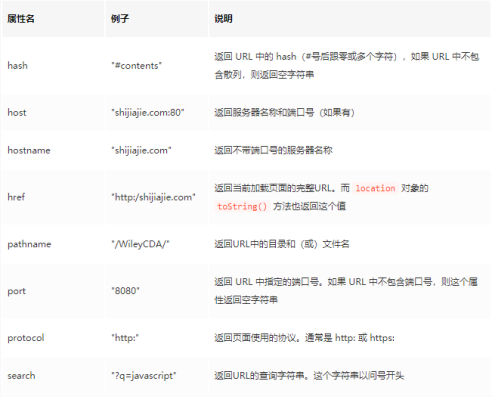 属性名 例子 说明
hash "#contents" 返回 URL 中的 hash（#号后跟零或多个字符），如果 URL 中不包
含散列，则返回空字符串
host "shijiajie.com:80" 返回服务器名称和端口号（如果有）
hostname "shijiajie.com" 返回不带端口号的服务器名称
href "http:/shijiajie.com" 返回当前加载页面的完整URL。而 location 对象的
toString() 方法也返回这个值
pathname "/WileyCDA/" 返回URL中的目录和（或）文件名
port "8080" 返回 URL 中指定的端口号。如果 URL 中不包含端口号，则这个属
性返回空字符串
protocol "http:" 返回页面使用的协议。通常是 http: 或 https:
search "?q=javascript" 返回URL的查询字符串。这个字符串以问号开头